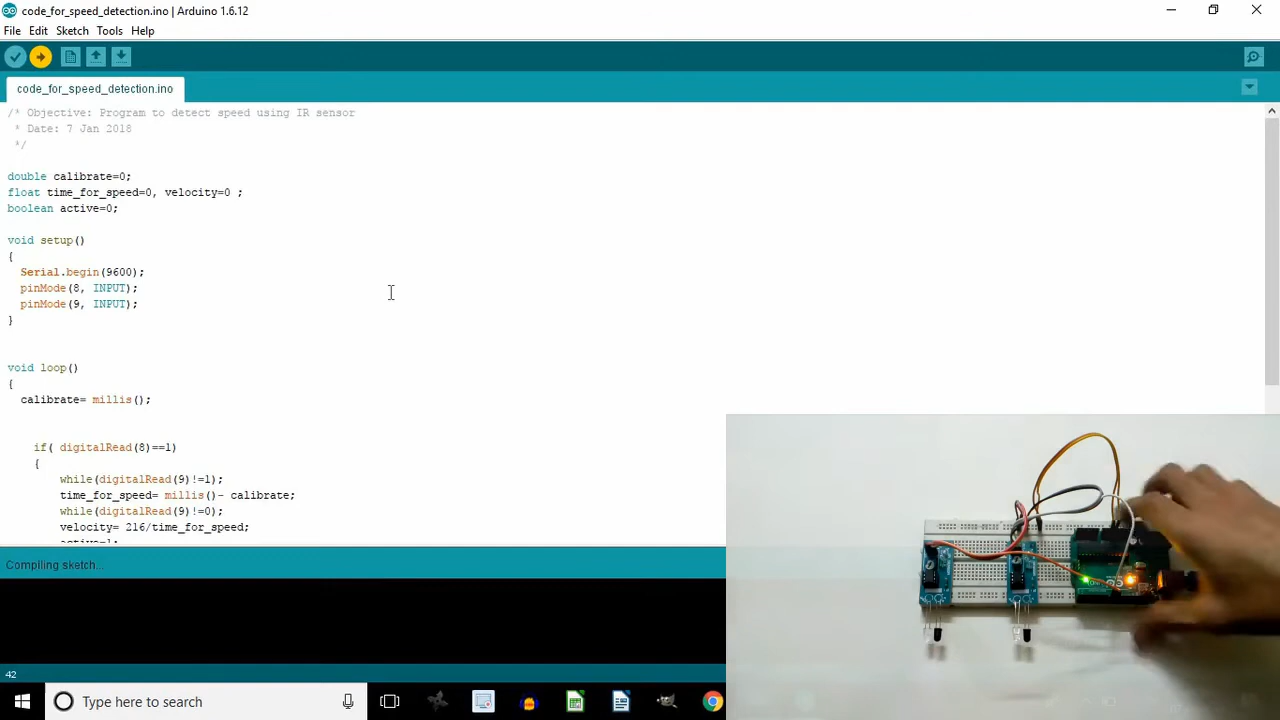 code_for_speed_detection.ino | Arduino 1.6.12
File Edit Sketch Tools Help
code_for_speed_detection.ino
/* Objective: Program to detect speed using IR sensor
* Date: 7 Jan 2018
*/
double calibrate=0;
float time_for_speed=0, velocity=0 ;
boolean active=0;
void setup()
{
Serial.begin(9600);
pinMode(8, INPUT);
pinMode(9, INPUT);
}
void loop()
{
calibrate= millis();
if( digitalRead(8)==1)
{
while(digitalRead(9)!=1);
time_for_speed= millis()- calibrate;
while(digitalRead(9)!=0);
velocity= 216/time_for_speed;
active=1;
Compiling sketch...
42
Type here to search